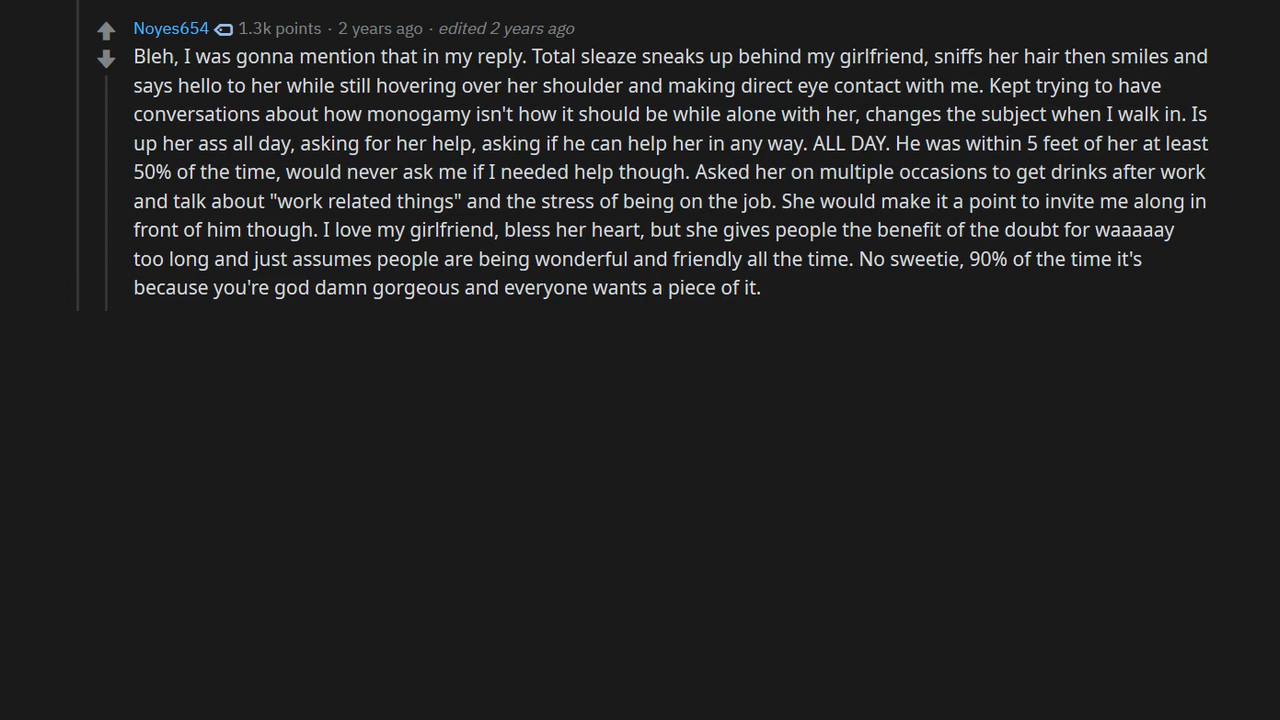 Noyes654 1.3k points · 2 years ago · edited 2 years ago
Bleh, I was gonna mention that in my reply. Total sleaze sneaks up behind my girlfriend, sniffs her hair then smiles and
says hello to her while still hovering over her shoulder and making direct eye contact with me. Kept trying to have
conversations about how monogamy isn't how it should be while alone with her, changes the subject when I walk in. Is
up her ass all day, asking for her help, asking if he can help her in any way. ALL DAY. He was within 5 feet of her at least
50% of the time, would never ask me if I needed help though. Asked her on multiple occasions to get drinks after work
and talk about "work related things" and the stress of being on the job. She would make it a point to invite me along in
front of him though. I love my girlfriend, bless her heart, but she gives people the benefit of the doubt for waaaaay
too long and just assumes people are being wonderful and friendly all the time. No sweetie, 90% of the time it's
because you're god damn gorgeous and everyone wants a piece of it.